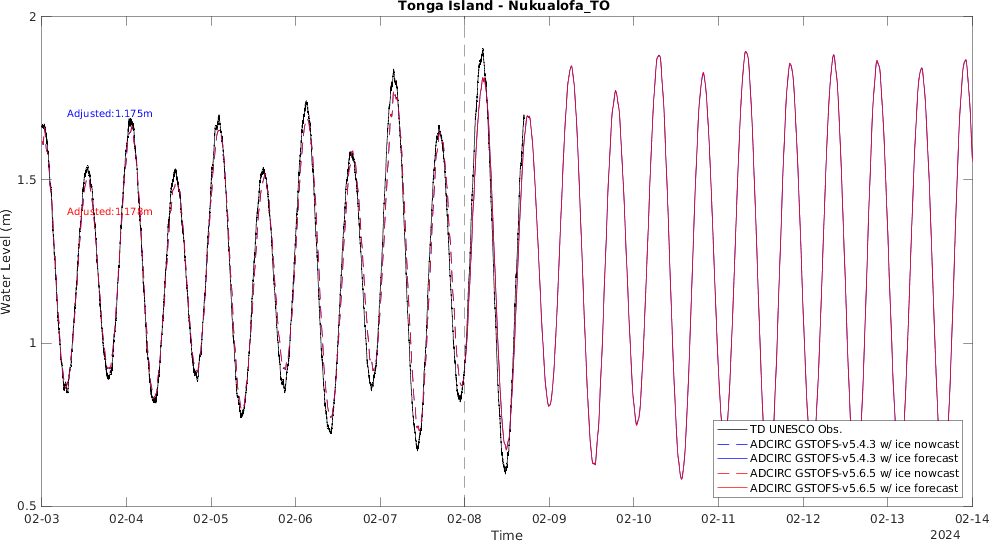 Tonga Island - Nukualofa_TO
2
Adjusted:1.175m
1.5
Adjusted:1.178m
Water Level (m)
1
TD UNESCO Obs.
ADCIRC GSTOFS-v5.4.3 w/ ice nowcast
ADCIRC GSTOFS-v5.4.3 w/ ice forecast
ADCIRC GSTOFS-v5.6.5 w/ ice nowcast
ADCIRC GSTOFS-v5.6.5 w/ ice forecast
0.5
02-03 02-04 02-05 02-06 02-07 02-08 02-09 02-10 02-11 02-12 02-13 02-14
Time
2024